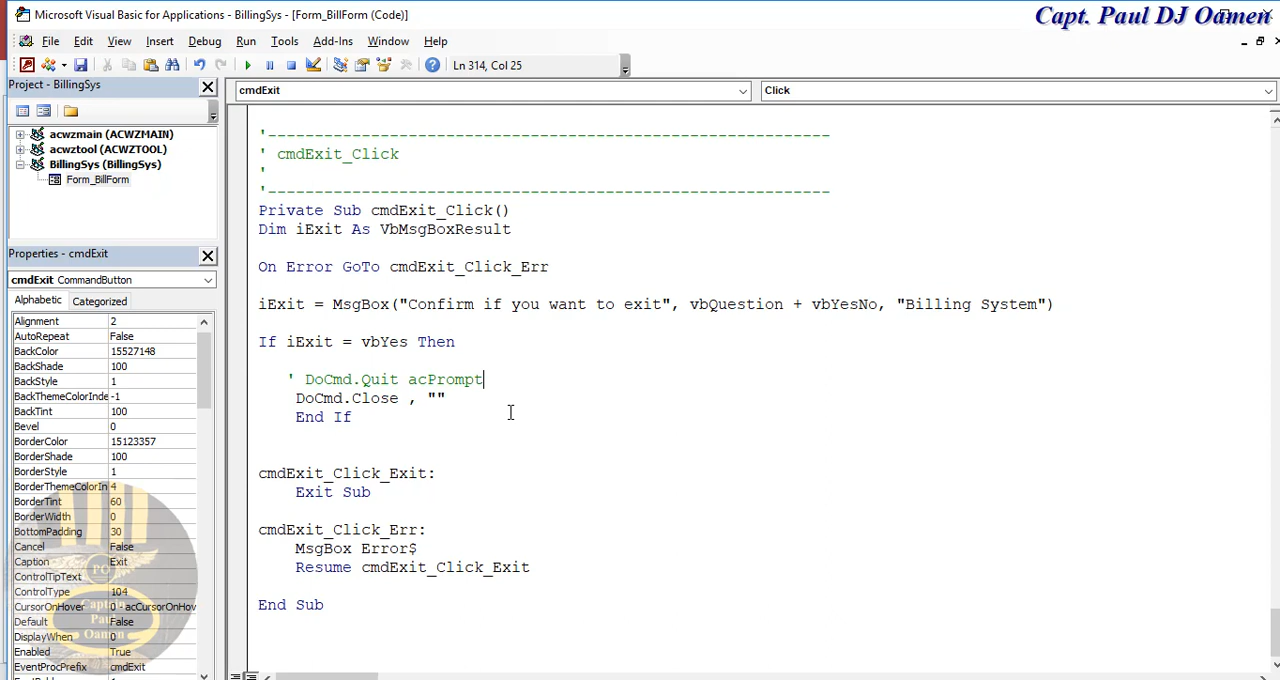 Microsoft Visual Basic for Applications - BillingSys - [Form_BillForm (Code)]
Capt. Paul DJ Oamen
File Edit View Insert Debug Run Tools Add-Ins Window Help
Ln 314, Col 25
Project - BillingSys
cmdExit
Click
acwzmain (ACWZMAIN)
acwztool (ACWZTOOL)
BillingSys (BillingSys)
Form_BillForm
Properties - cmdExit
cmdExit CommandButton
Alphabetic Categorized
Alignment 2
AutoRepeat False
BackColor 15527148
BackShade 100
BackStyle 1
BackThemeColorInde -1
BackTint 100
Bevel 0
BorderColor 15123357
BorderShade 100
BorderStyle 1
BorderThemeColorIn 4
BorderTint 60
BorderWidth 0
BottomPadding 30
Cancel False
Caption Exit
ControlTipText
ControlType 104
CursorOnHover 0 - acCursorOnHov
Default False
DisplayWhen 0
Enabled True
EventProcPrefix cmdExit
PO
Captain
Paul
Oamen
'------------------------------------------------------------
' cmdExit_Click
'
'------------------------------------------------------------
Private Sub cmdExit_Click()
Dim iExit As VbMsgBoxResult
On Error GoTo cmdExit_Click_Err
iExit = MsgBox("Confirm if you want to exit", vbQuestion + vbYesNo, "Billing System")
If iExit = vbYes Then
' DoCmd.Quit acPrompt
DoCmd.Close , ""
End If
cmdExit_Click_Exit:
Exit Sub
cmdExit_Click_Err:
MsgBox Error$
Resume cmdExit_Click_Exit
End Sub